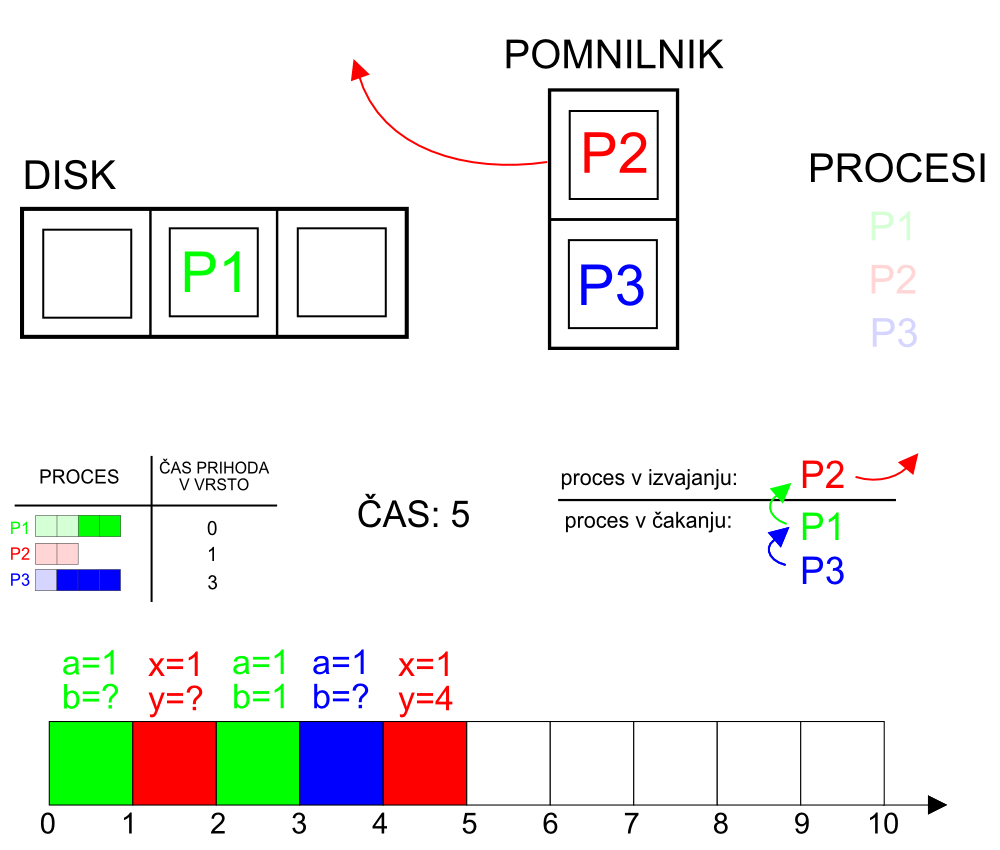 POMNILNIK
P2
DISK
PROCESI
P1
P1
P3
P2
P3
PROCES
ČAS PRIHODA
V VRSTO
P1
0
P2
1
P3
3
ČAS: 5
proces v izvajanju:
P2
proces v čakanju:
P1
P3
a=1 x=1 a=1 a=1 x=1
b=? y=? b=1 b=? y=4
0 1 2 3 4 5 6 7 8 9 10